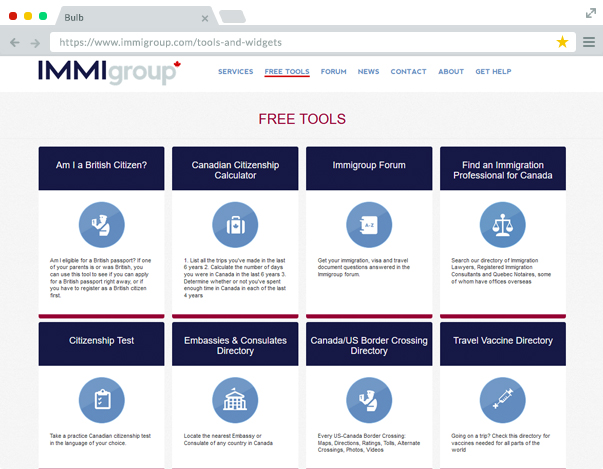 Bulb
https://www.immigroup.com/tools-and-widgets
IMMIgroup
SERVICES FREE TOOLS FORUM NEWS CONTACT ABOUT GET HELP
FREE TOOLS
Am I a British Citizen?
Am I eligible for a British passport? If one
of your parents is or was British, you
can use this tool to see if you can apply
for a British passport right away, or if
you have to register as a British citizen
first.
Canadian Citizenship
Calculator
1. List all the trips you've made in the last
6 years 2. Calculate the number of days
you were in Canada in the last 6 years 3.
Determine whether or not you've spent
enough time in Canada in each of the
last 4 years
Immigroup Forum
A-Z
Get your immigration, visa and travel
document questions answered in the
Immigroup forum.
Find an Immigration
Professional for Canada
Search our directory of Immigration
Lawyers, Registered Immigration
Consultants and Quebec Notaires, some
of whom have offices overseas
Citizenship Test
Take a practice Canadian citizenship test
in the language of your choice.
Embassies & Consulates
Directory
Locate the nearest Embassy or
Consulate of any country in Canada
Canada/US Border Crossing
Directory
Every US-Canada Border Crossing:
Maps, Directions, Ratings, Tolls, Alternate
Crossings, Photos, Videos
Travel Vaccine Directory
Going on a trip? Check this directory for
vaccines needed for all parts of the
world